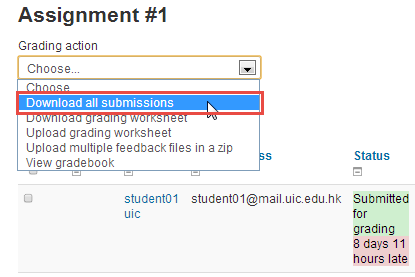 Assignment #1
Grading action
Choose...
Choose
Download all submissions
Download grading worksheet
Upload grading worksheet
Upload multiple feedback files in a zip
View gradebook
ss Status
student01 uic student01@mail.uic.edu.hk Submitted
for
grading
8 days 11
hours late